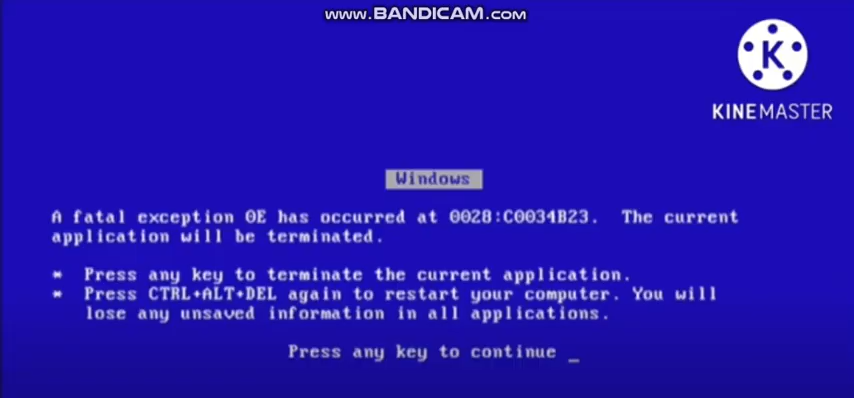 www.BANDICAM.com
K
KINEMASTER
Windows
A fatal exception 0E has occurred at 0028:C0034B23. The current
application will be terminated.
* Press any key to terminate the current application.
* Press CTRL+ALT+DEL again to restart your computer. You will
lose any unsaved information in all applications.
Press any key to continue _